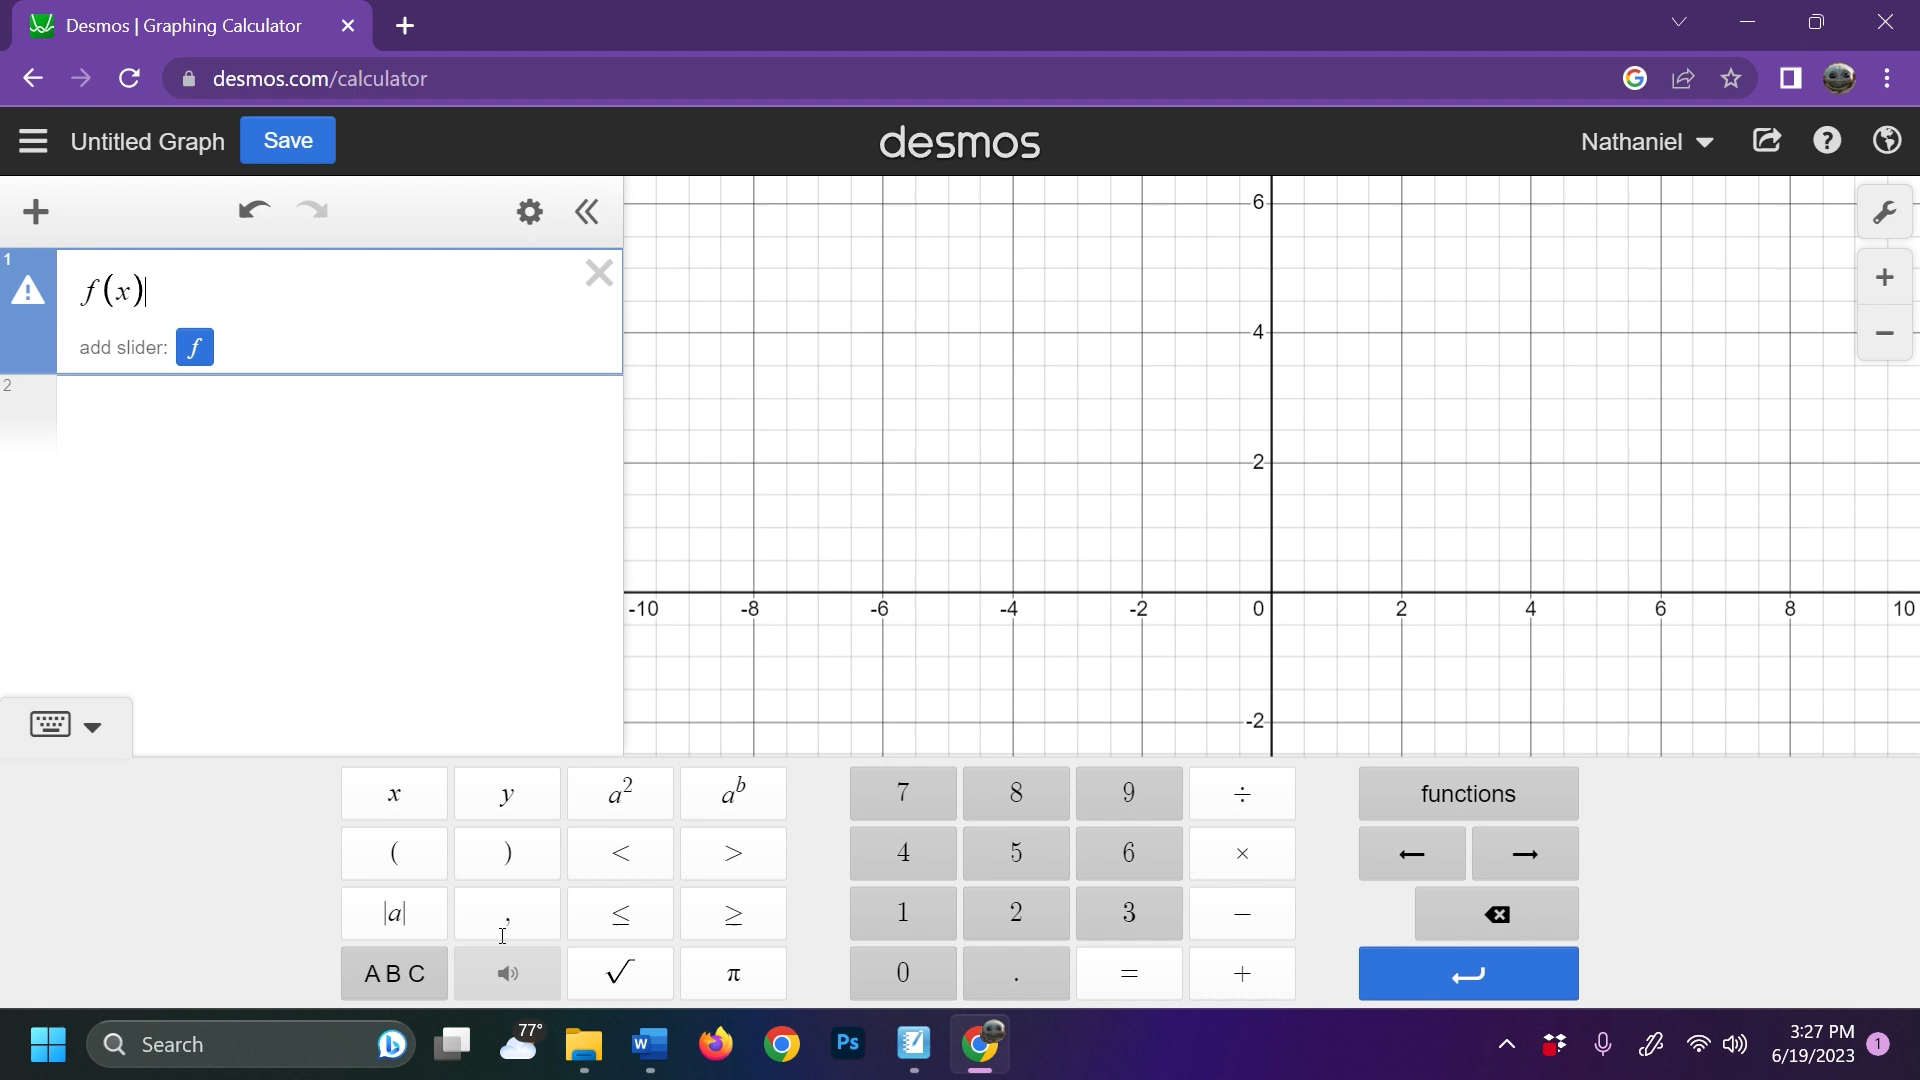 Desmos | Graphing Calculator
desmos.com/calculator
Untitled Graph
Save
desmos
Nathaniel
1
f(x)
add slider: f
2
6
4
2
-10 -8 -6 -4 -2 0 2 4 6 8 10
-2
x y a² aᵇ 7 8 9 ÷ functions
( ) < > 4 5 6 × ← →
|a| , ≤ ≥ 1 2 3 −
A B C √ π 0 . = +
Search
77°
W
Ps
3:27 PM
6/19/2023
1